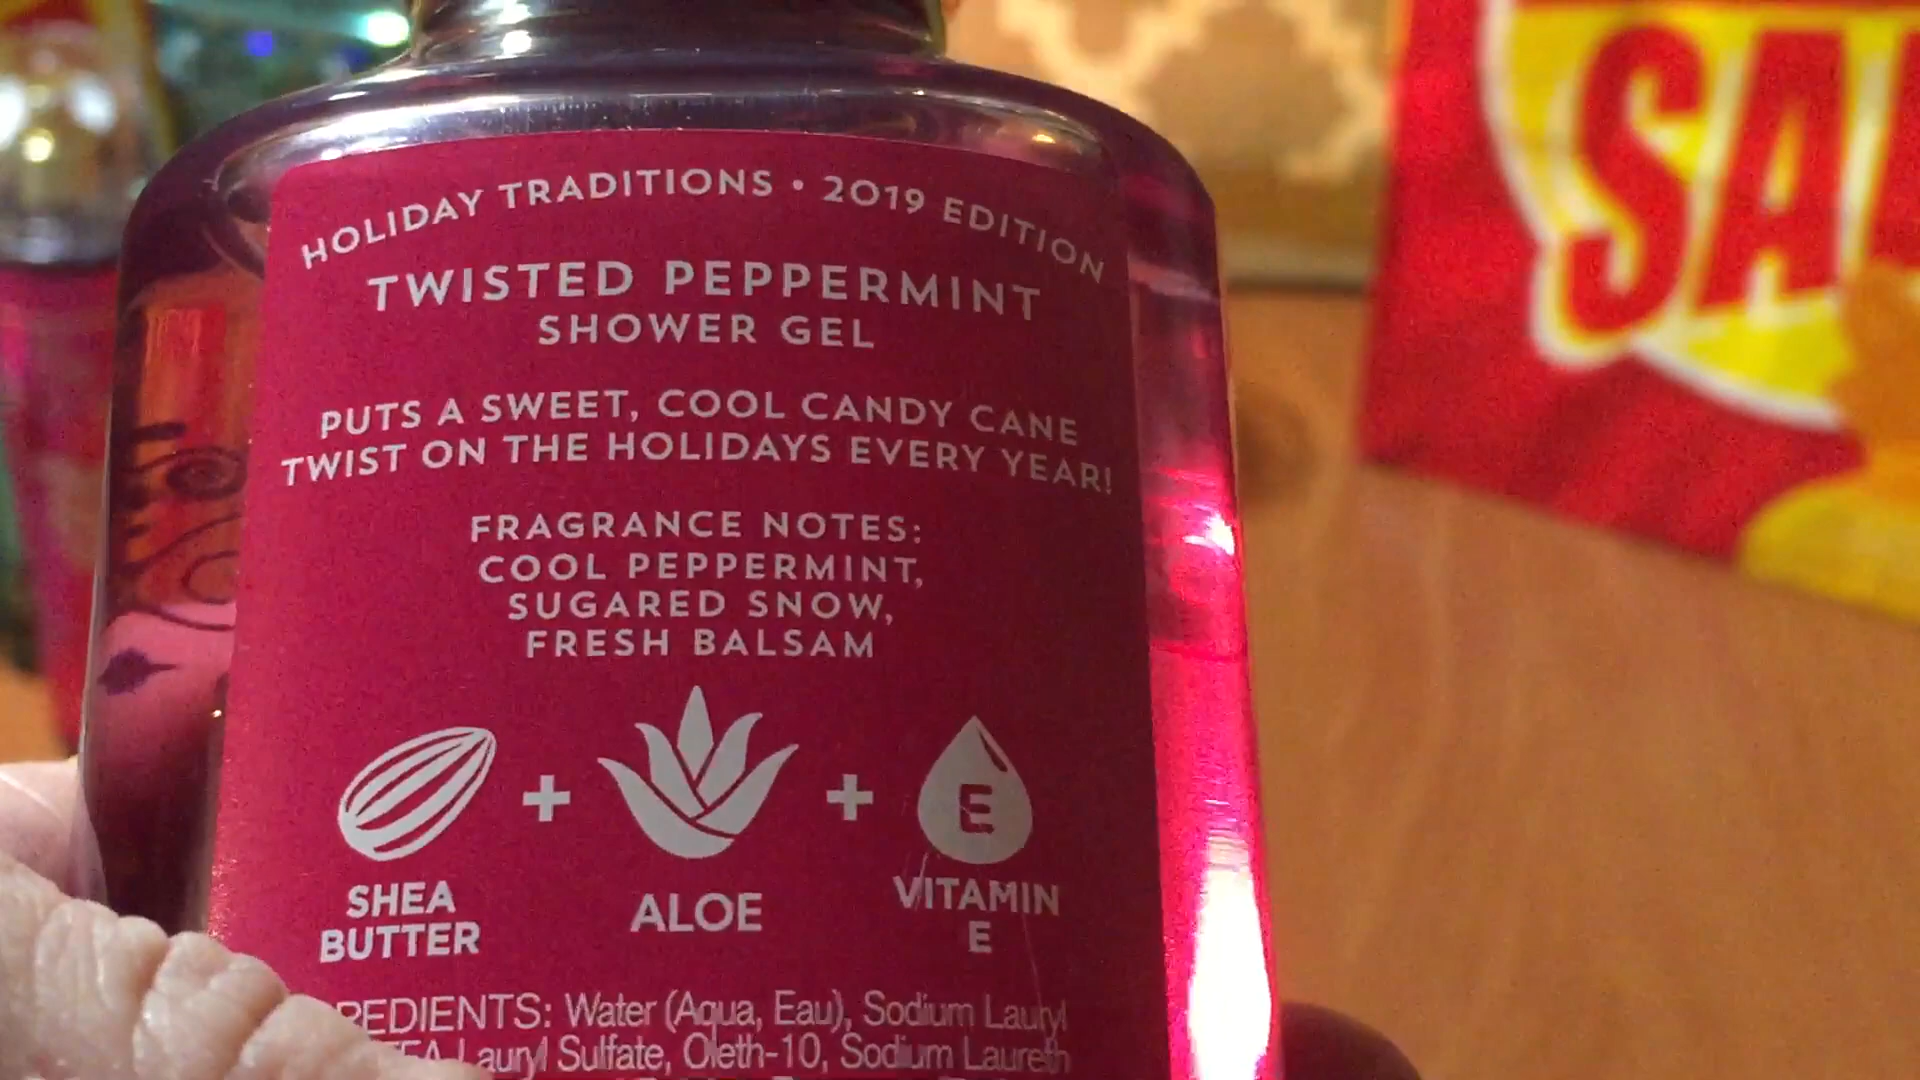 HOLIDAY TRADITIONS • 2019 EDITION
TWISTED PEPPERMINT
SHOWER GEL
PUTS A SWEET, COOL CANDY CANE
TWIST ON THE HOLIDAYS EVERY YEAR!
FRAGRANCE NOTES:
COOL PEPPERMINT,
SUGARED SNOW,
FRESH BALSAM
+ +
E
SHEA
BUTTER
ALOE
VITAMIN
E
REDIENTS: Water (Aqua, Eau), Sodium Lauryl
TEA-Lauryl Sulfate, Oleth-10, Sodium Laureth
SA